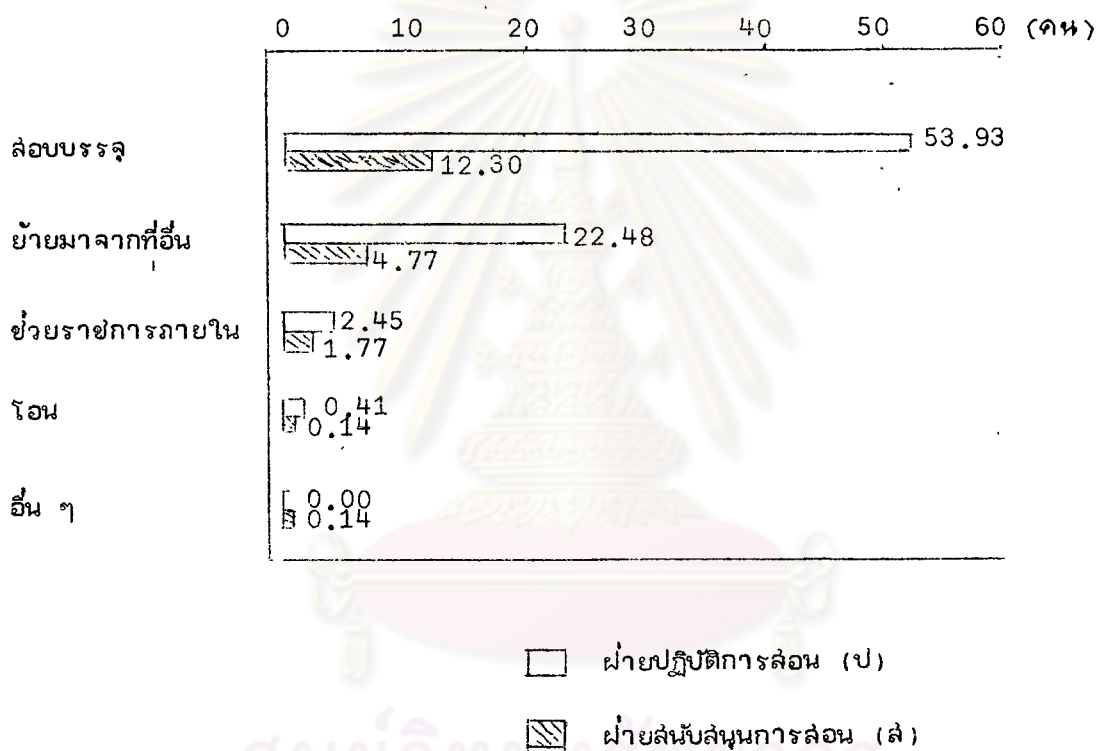 0 10 20 30 40 50 60 (คน)
สอบบรรจุ
53.93
12.30
ย้ายมาจากที่อื่น
22.48
4.77
ช่วยราชการภายใน
2.45
1.77
โอน
0.41
0.14
อื่น ๆ
0.00
0.14
ฝ่ายปฏิบัติการสอน (ป)
ฝ่ายสนับสนุนการสอน (ส)